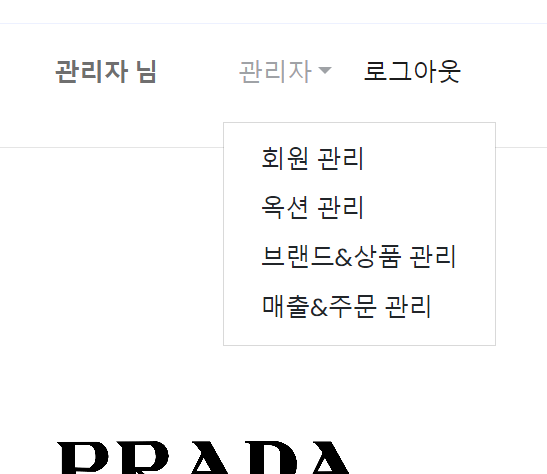 관리자 님 관리자 로그아웃
회원 관리
옥션 관리
브랜드&상품 관리
매출&주문 관리
PRADA